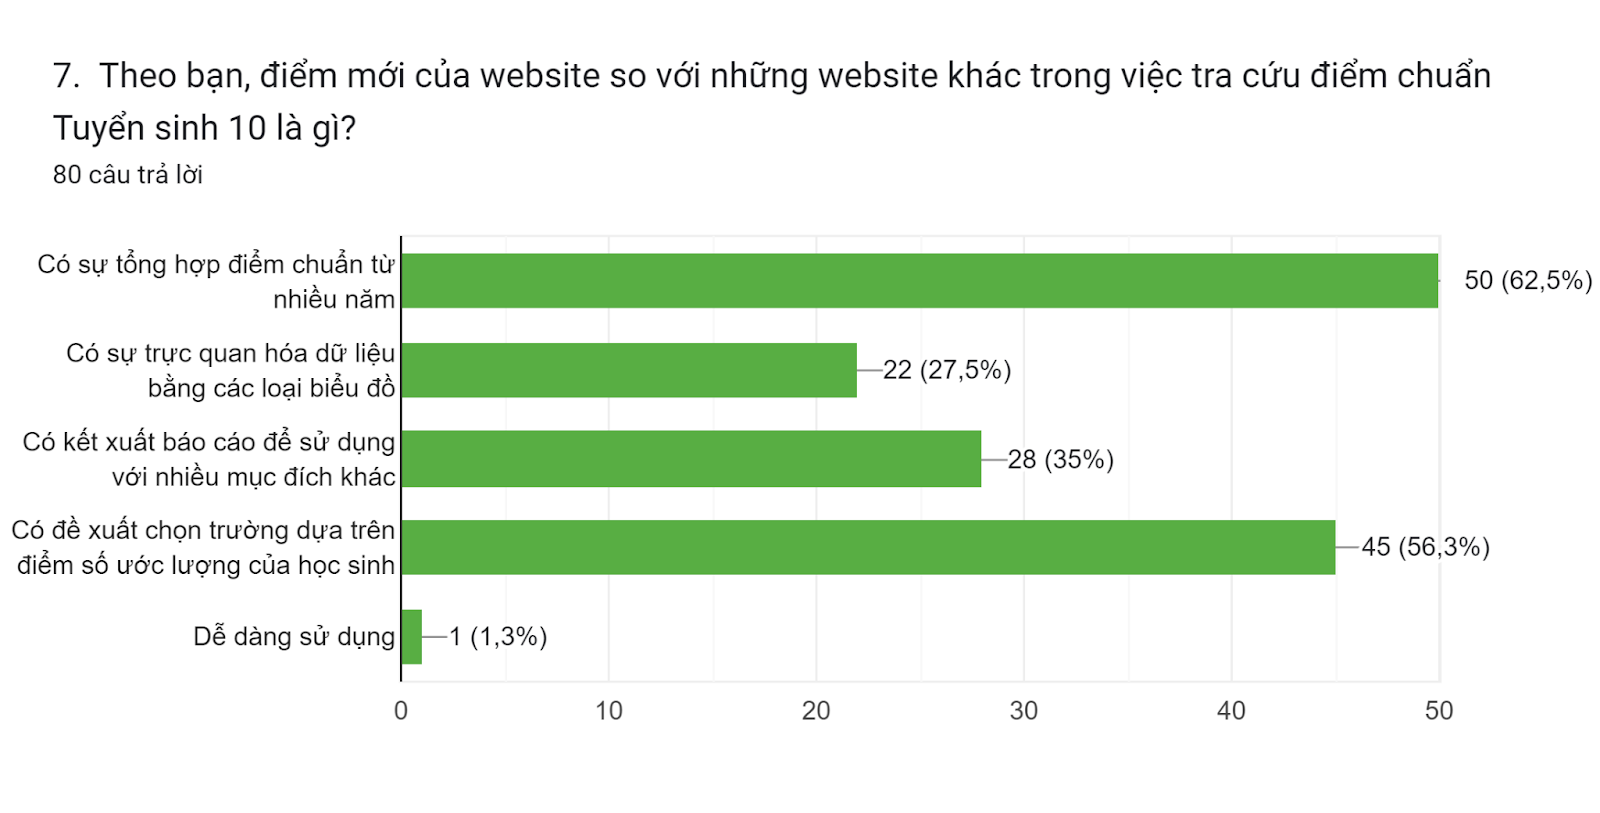 7.  Theo bạn, điểm mới của website so với những website khác trong việc tra cứu điểm chuẩn
Tuyển sinh 10 là gì?
80 câu trả lời
Có sự tổng hợp điểm chuẩn từ
nhiều năm
50 (62,5%)
Có sự trực quan hóa dữ liệu
bằng các loại biểu đồ
22 (27,5%)
Có kết xuất báo cáo để sử dụng
với nhiều mục đích khác
28 (35%)
Có đề xuất chọn trường dựa trên
điểm số ước lượng của học sinh
45 (56,3%)
Dễ dàng sử dụng
1 (1,3%)
0 10 20 30 40 50